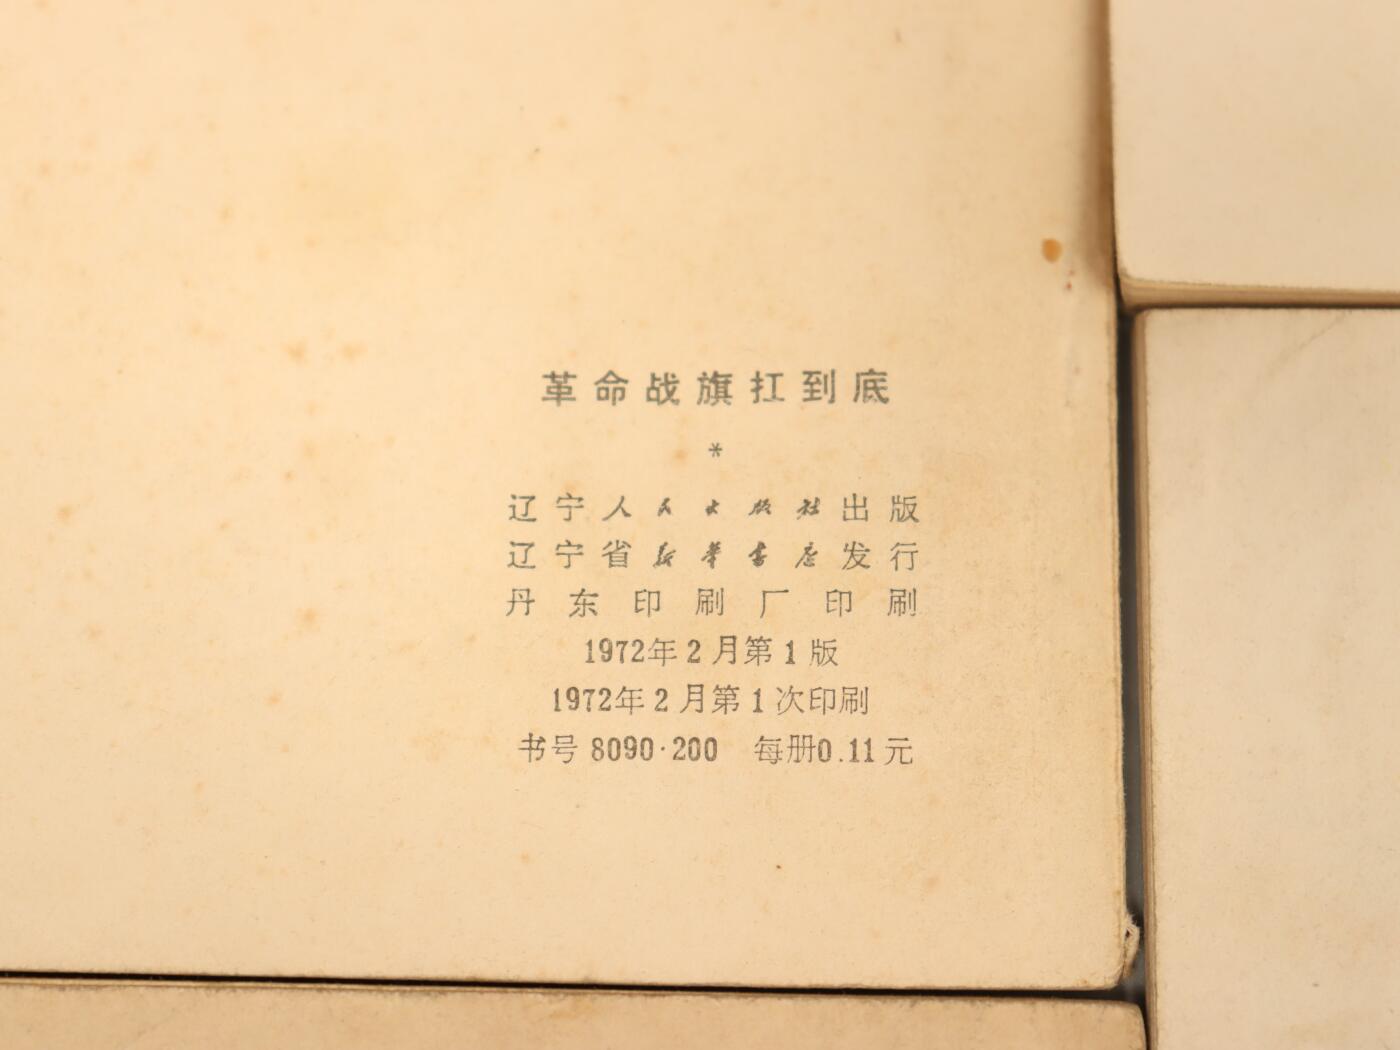 革命战旗扛到底
*
辽宁人民出版社出版
辽宁省新华书店发行
丹东印刷厂印刷
1972年2月第1版
1972年2月第1次印刷
书号 8090·200 每册0.11元